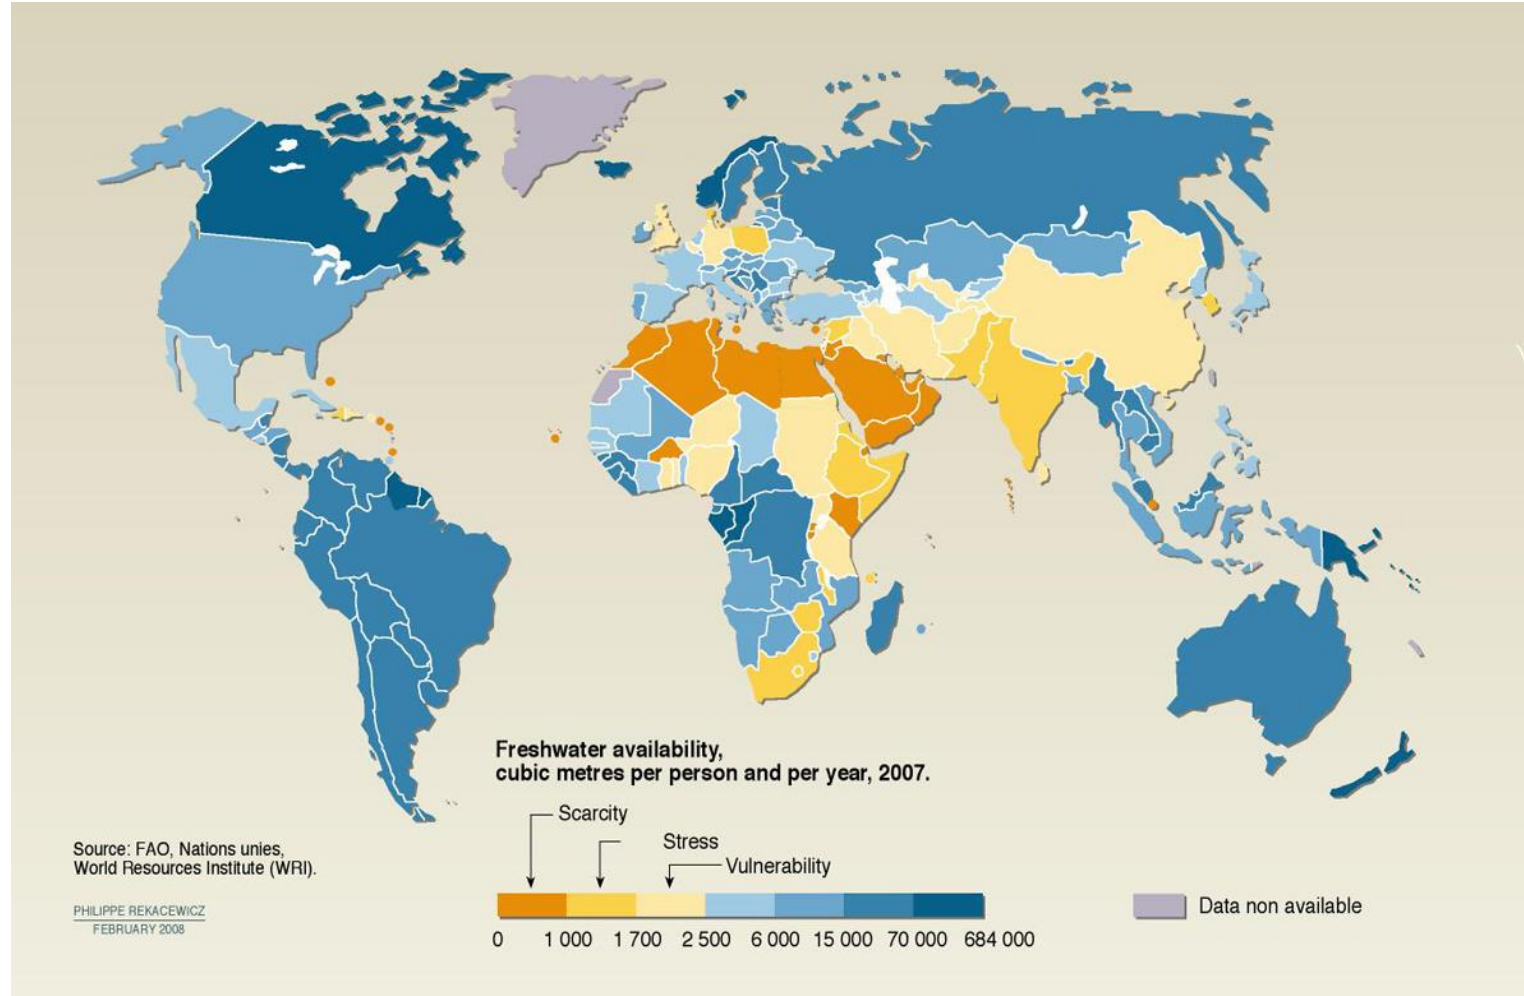 Freshwater availability,
cubic metres per person and per year, 2007.
Scarcity
Stress
Vulnerability
0 1 000 1 700 2 500 6 000 15 000 70 000 684 000
Data non available
Source: FAO, Nations unies,
World Resources Institute (WRI).
PHILIPPE REKACEWICZ
FEBRUARY 2008